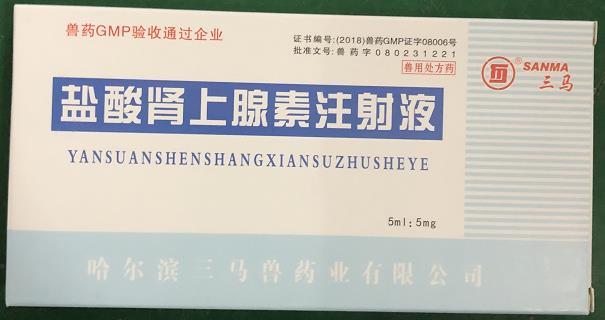 兽药GMP验收通过企业
证书编号:(2018)兽药GMP证字08006号
批准文号: 兽药字080231221
兽用处方药
® SANMA
三马
盐酸肾上腺素注射液
YANSUANSHENSHANGXIANSUZHUSHEYE
5ml:5mg
哈尔滨三马兽药业有限公司